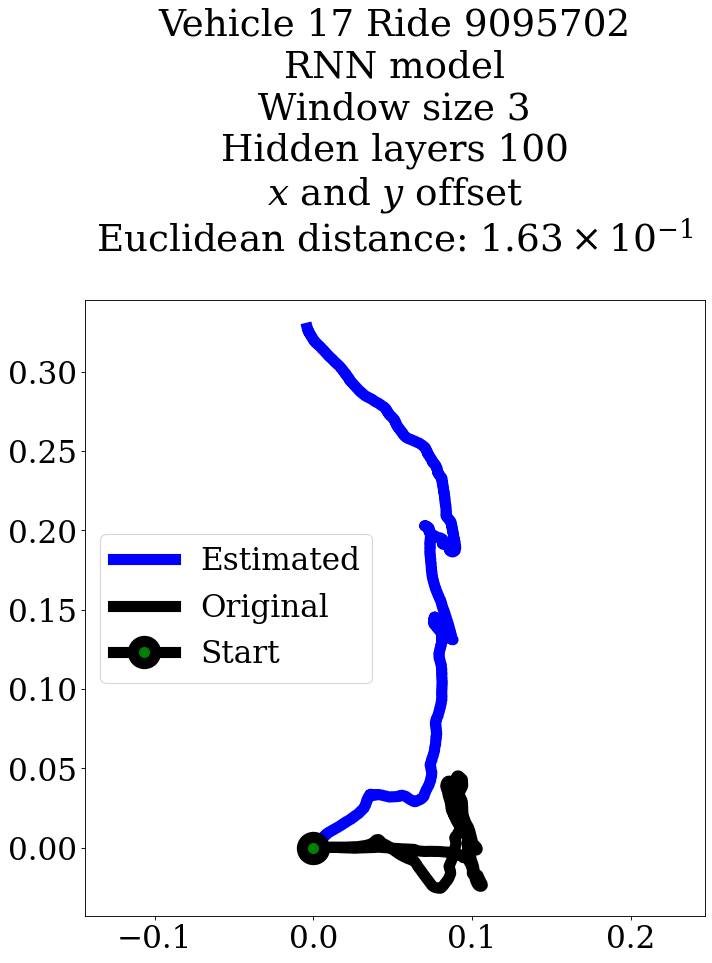 Vehicle 17 Ride 9095702
RNN model
Window size 3
Hidden layers 100
x and y offset
Euclidean distance: 1.63 × 10⁻¹
0.30
0.25
0.20
0.15
0.10
0.05
0.00
Estimated
Original
Start
−0.1
0.0
0.1
0.2